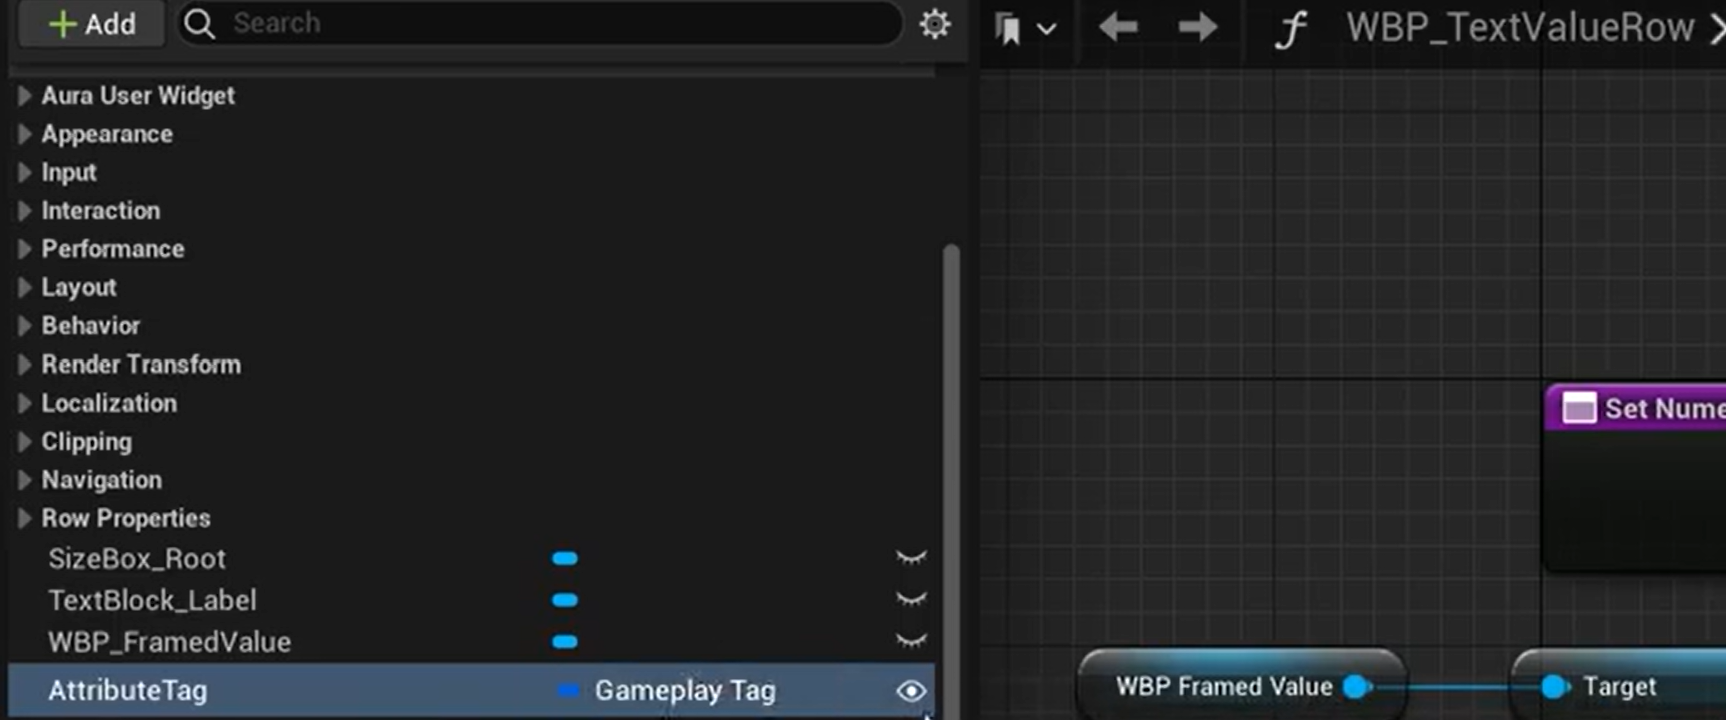 Add
Search
WBP_TextValueRow
Aura User Widget
Appearance
Input
Interaction
Performance
Layout
Behavior
Render Transform
Localization
Clipping
Navigation
Row Properties
Set Nume
SizeBox_Root
TextBlock_Label
WBP_FramedValue
AttributeTag Gameplay Tag
WBP Framed Value Target